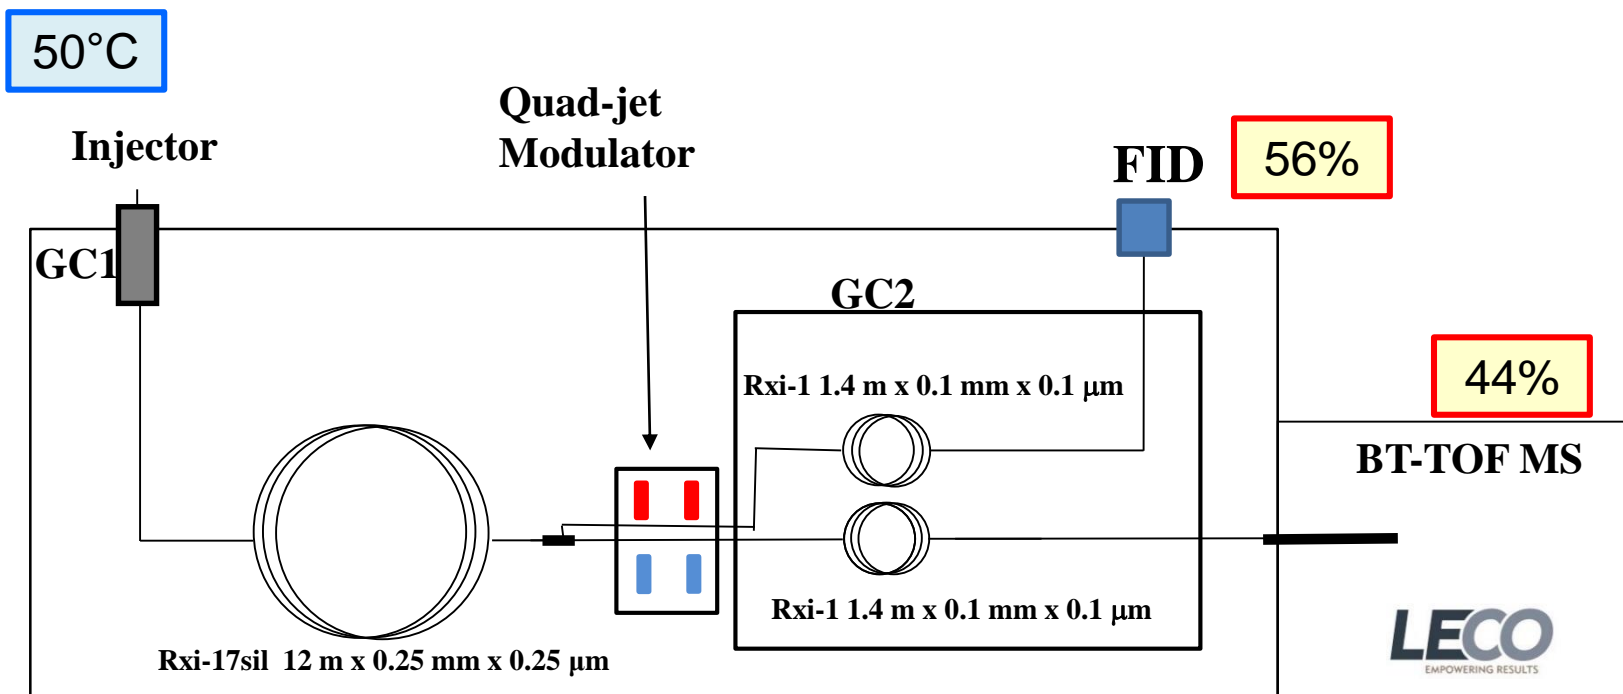 50°C
Quad-jet
Modulator
Injector
FID
56%
GC1
GC2
44%
Rxi-1 1.4 m x 0.1 mm x 0.1 μm
BT-TOF MS
Rxi-1 1.4 m x 0.1 mm x 0.1 μm
Rxi-17sil  12 m x 0.25 mm x 0.25 μm
LECO
EMPOWERING RESULTS